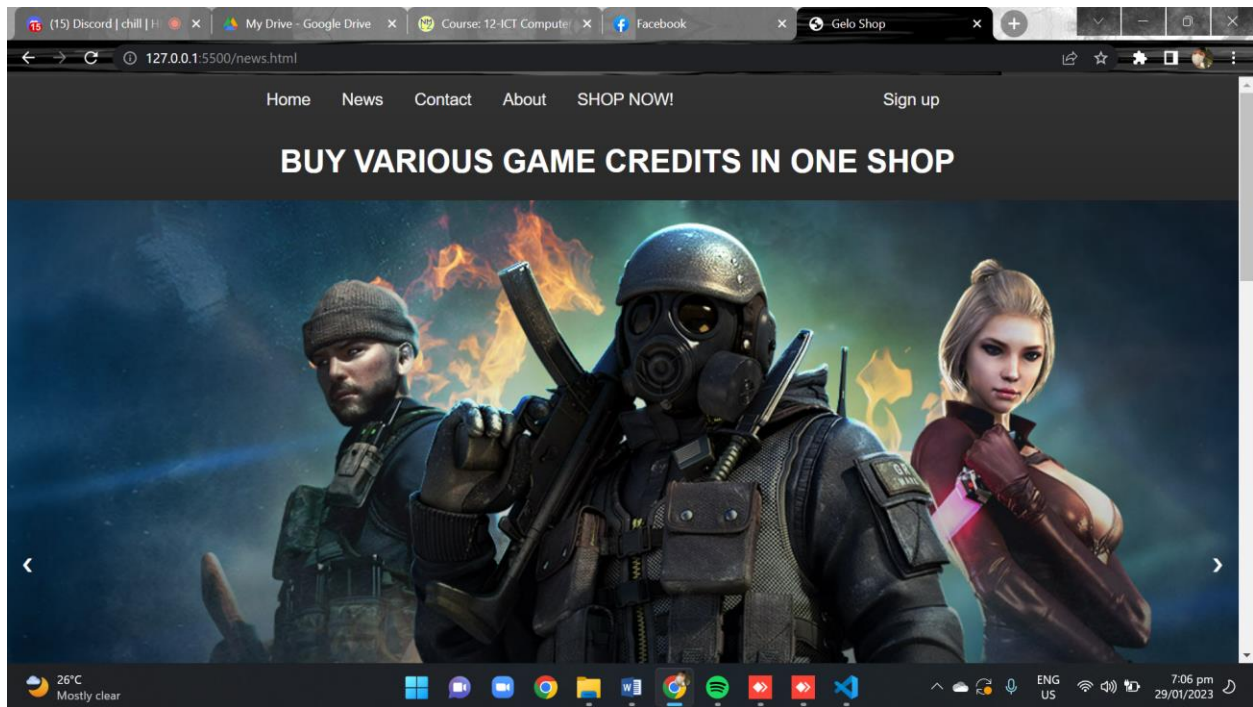 (15) Discord | chill | H
My Drive - Google Drive
Course: 12-ICT Computer
Facebook
Gelo Shop
127.0.0.1:5500/news.html
Home News Contact About SHOP NOW! Sign up
BUY VARIOUS GAME CREDITS IN ONE SHOP
26°C
Mostly clear
ENG
US
7:06 pm
29/01/2023